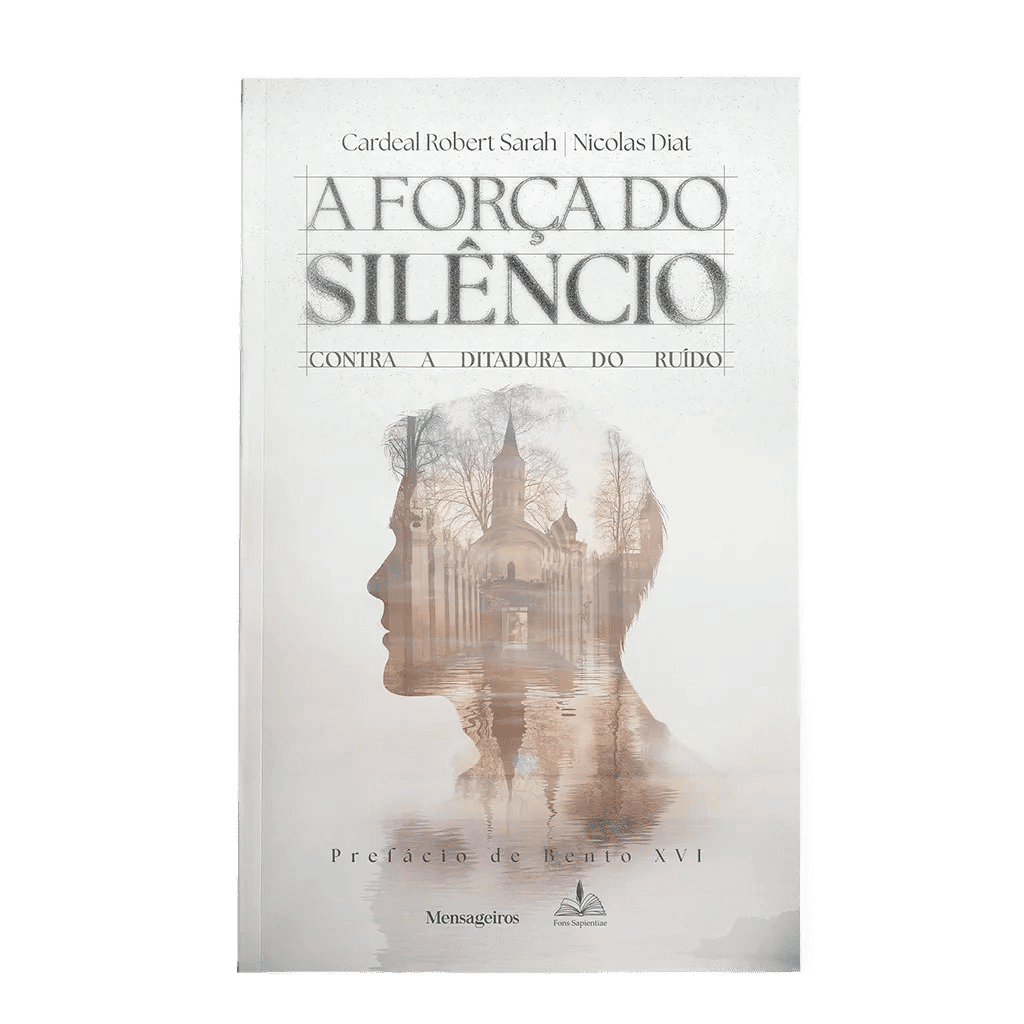 Cardeal Robert Sarah | Nicolas Diat
A FORÇA DO
SILÊNCIO
CONTRA A DITADURA DO RUÍDO
Prefácio de Bento XVI
Mensageiros
Fons Sapientiae